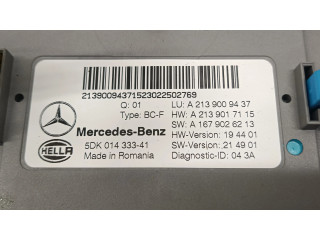 21390094371523022502769
Q: 01
LU: A 213 900 94 37
Type: BC-F
HW: A 213 901 71 15
SW: A 167 902 62 13
Mercedes-Benz
HW-Version: 19 44 01
HELLA
5DK 014 333-41
SW-Version: 21 49 01
Made in Romania
Diagnostic-ID: 04 3A